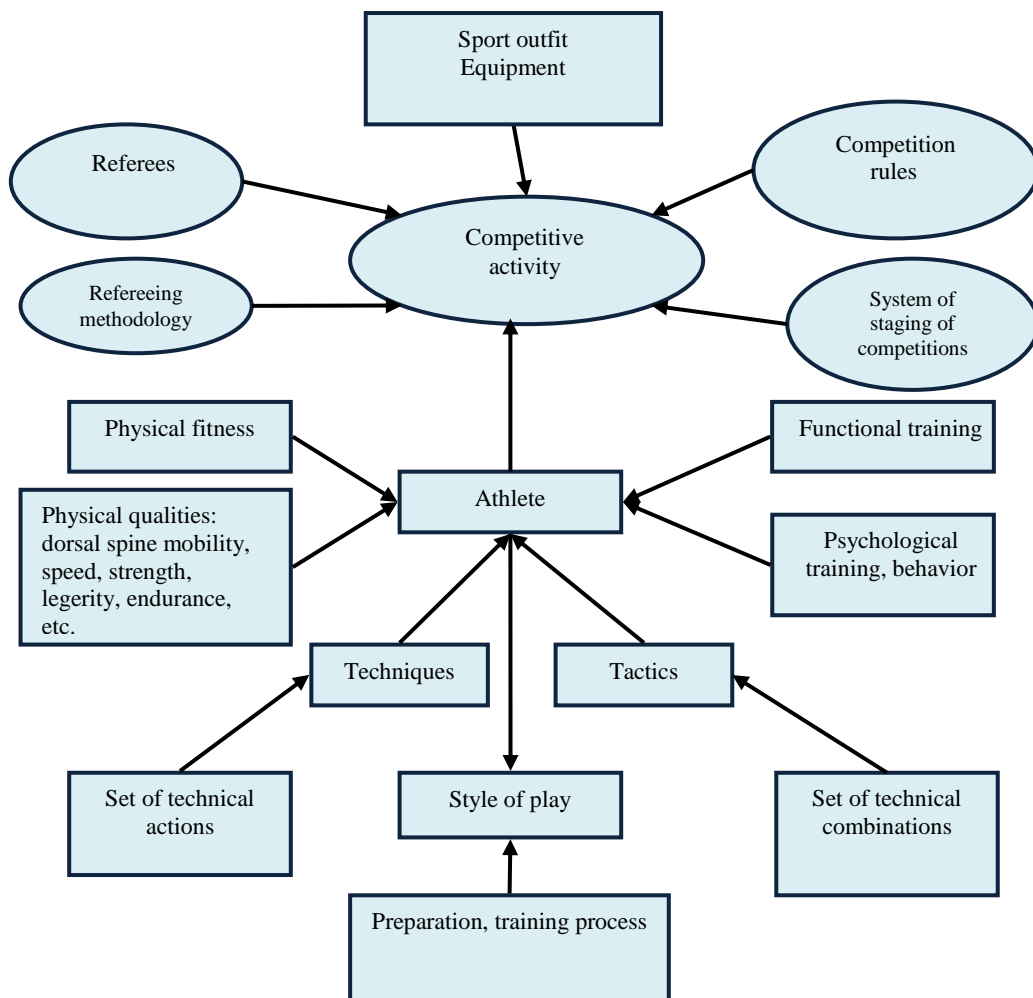 Sport outfit
Equipment
Referees
Competition
rules
Competitive
activity
Refereeing
methodology
System of
staging of
competitions
Physical fitness
Functional training
Athlete
Physical qualities:
dorsal spine mobility,
speed, strength,
legerity, endurance,
etc.
Psychological
training, behavior
Techniques
Tactics
Set of technical
actions
Style of play
Set of technical
combinations
Preparation, training process